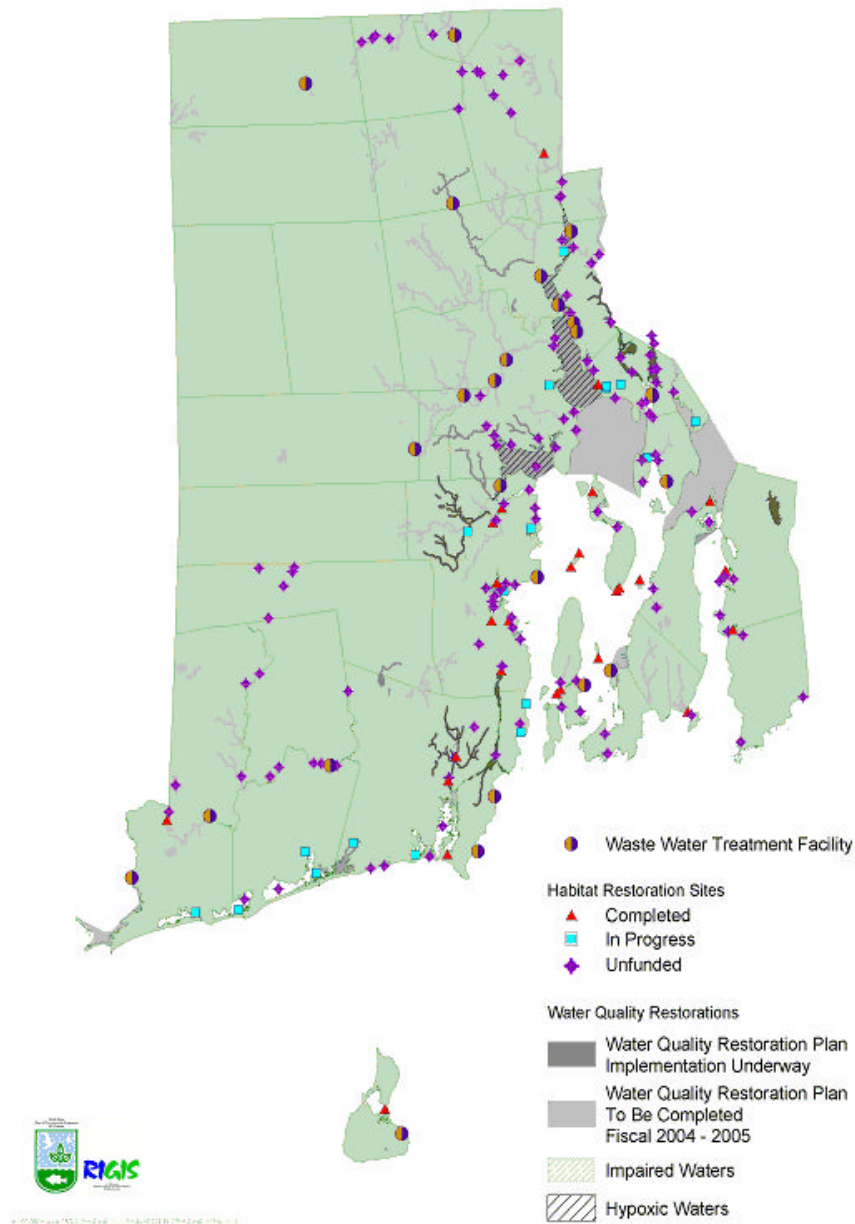 Waste Water Treatment Facility
Habitat Restoration Sites
Completed
In Progress
Unfunded
Water Quality Restorations
Water Quality Restoration Plan
Implementation Underway
Water Quality Restoration Plan
To Be Completed
Fiscal 2004 - 2005
Impaired Waters
Hypoxic Waters
RIGIS